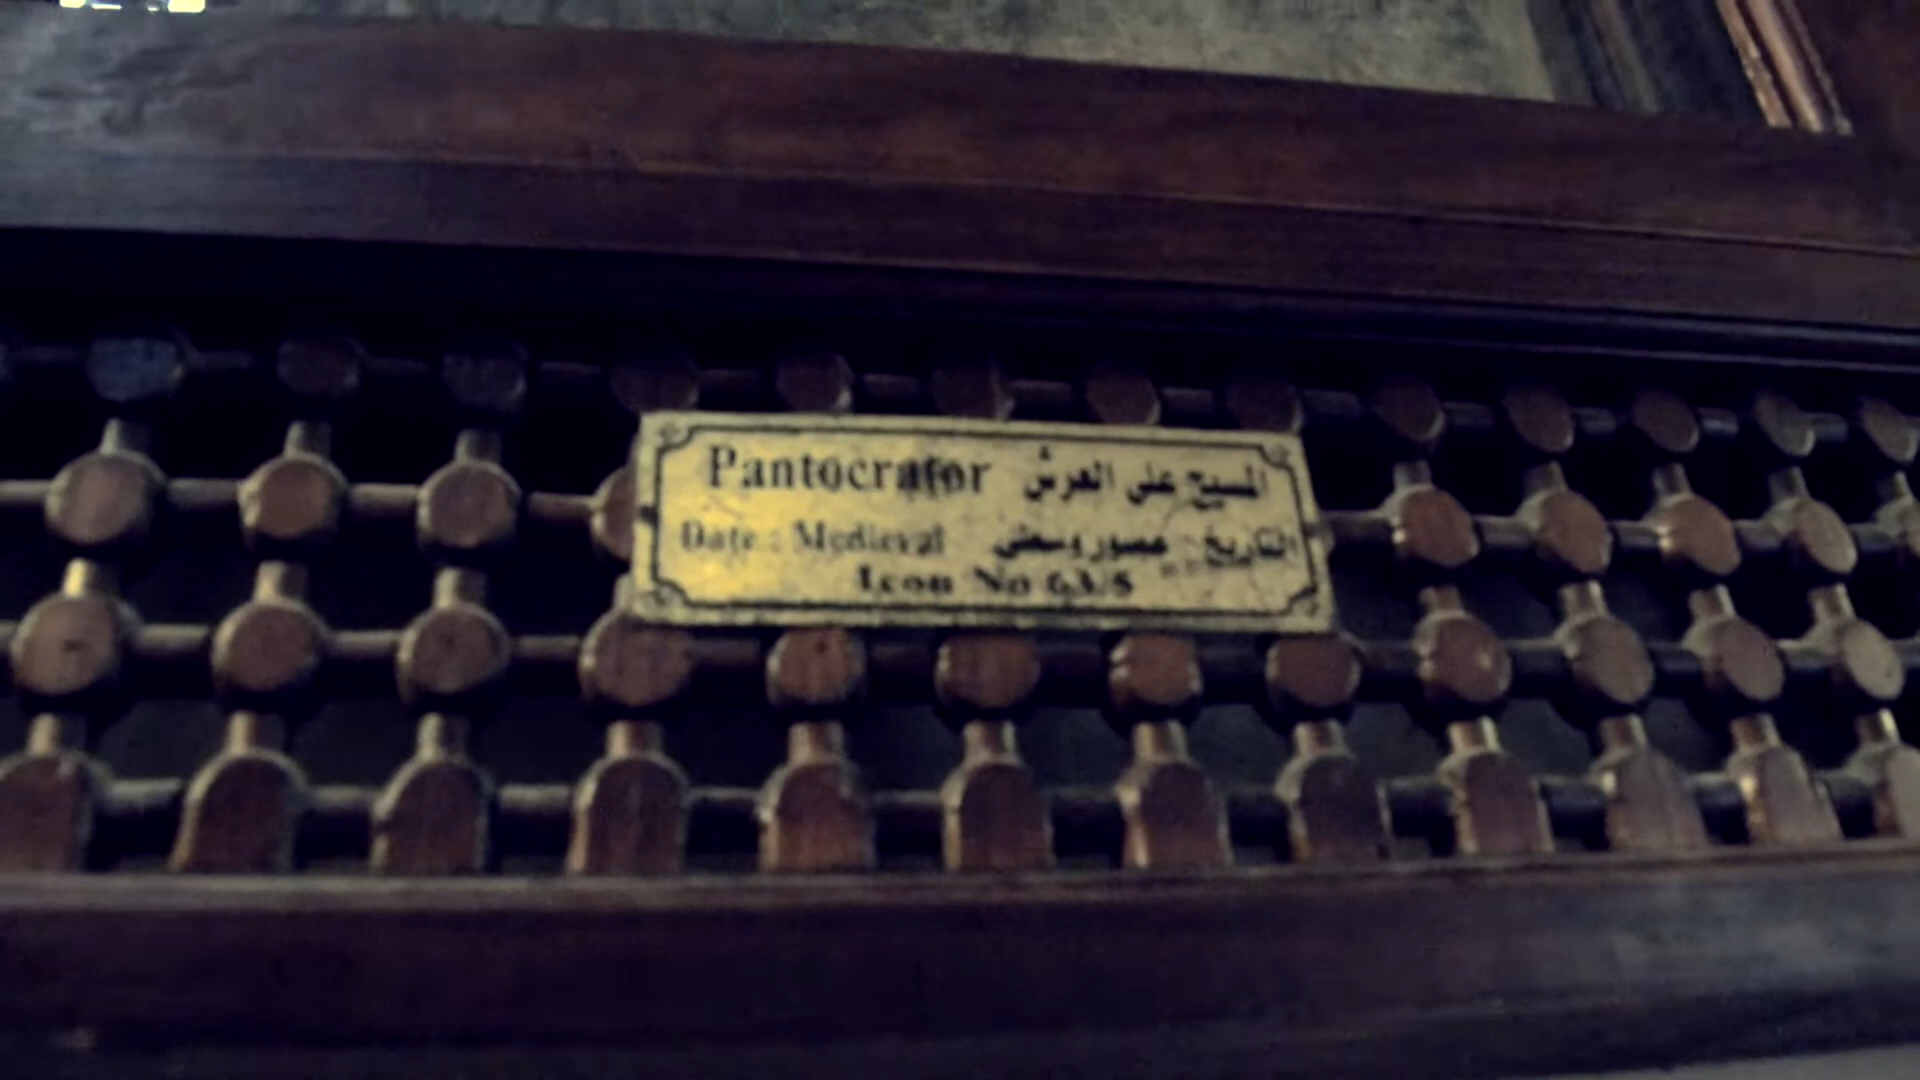 Pantocrator المسيح على العرش
Date : Medieval التاريخ : عصور وسطى
Icon No 63/5